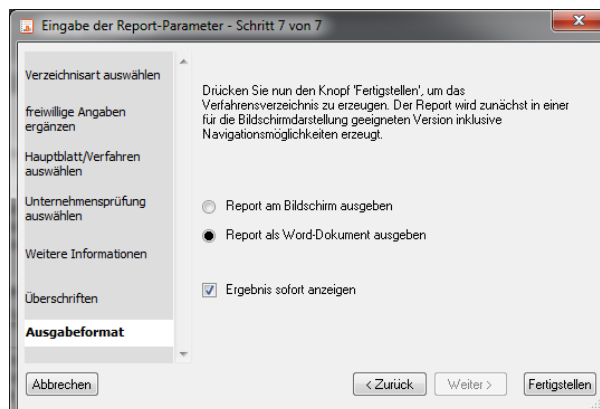 Eingabe der Report-Parameter - Schritt 7 von 7
Verzeichnisart auswählen
freiwillige Angaben
ergänzen
Hauptblatt/Verfahren
auswählen
Unternehmensprüfung
auswählen
Weitere Informationen
Überschriften
Ausgabeformat
Drücken Sie nun den Knopf 'Fertigstellen', um das
Verfahrensverzeichnis zu erzeugen. Der Report wird zunächst in einer
für die Bildschirmdarstellung geeigneten Version inklusive
Navigationsmöglichkeiten erzeugt.
Report am Bildschirm ausgeben
Report als Word-Dokument ausgeben
Ergebnis sofort anzeigen
Abbrechen
< Zurück
Weiter >
Fertigstellen